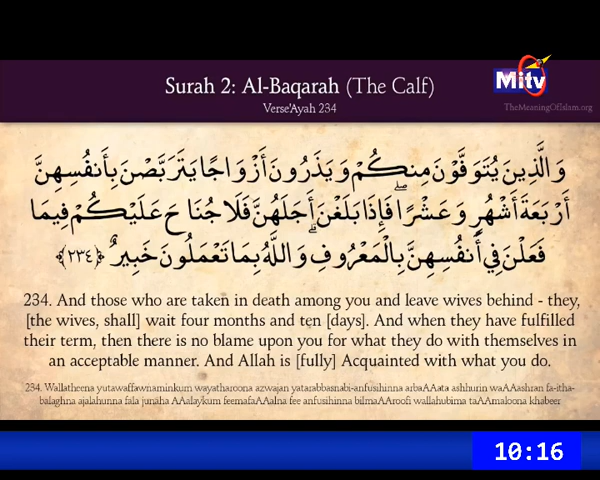 Mitv
Surah 2: Al-Baqarah (The Calf)
Verse'Ayah 234
TheMeaningOfIslam.org
وَالَّذِينَ يُتَوَفَّوْنَ مِنكُمْ وَيَذَرُونَ أَزْوَاجًا يَتَرَبَّصْنَ بِأَنفُسِهِنَّ
أَرْبَعَةَ أَشْهُرٍ وَعَشْرًا ۖ فَإِذَا بَلَغْنَ أَجَلَهُنَّ فَلَا جُنَاحَ عَلَيْكُمْ فِيمَا
فَعَلْنَ فِي أَنفُسِهِنَّ بِالْمَعْرُوفِ ۗ وَاللَّهُ بِمَا تَعْمَلُونَ خَبِيرٌ ﴿٢٣٤﴾
234. And those who are taken in death among you and leave wives behind - they,
[the wives, shall] wait four months and ten [days]. And when they have fulfilled
their term, then there is no blame upon you for what they do with themselves in
an acceptable manner. And Allah is [fully] Acquainted with what you do.
234. Wallatheena yutawaffawnaminkum wayatharoona azwajan yatarabbasnabi-anfusihinna arbaAAata ashhurin waAAashran fa-itha-
balaghna ajalahunna fala junaha AAalaykum feemafaAAalna fee anfusihinna bilmaAAroofi wallahubima taAAmaloona khabeer
10:16